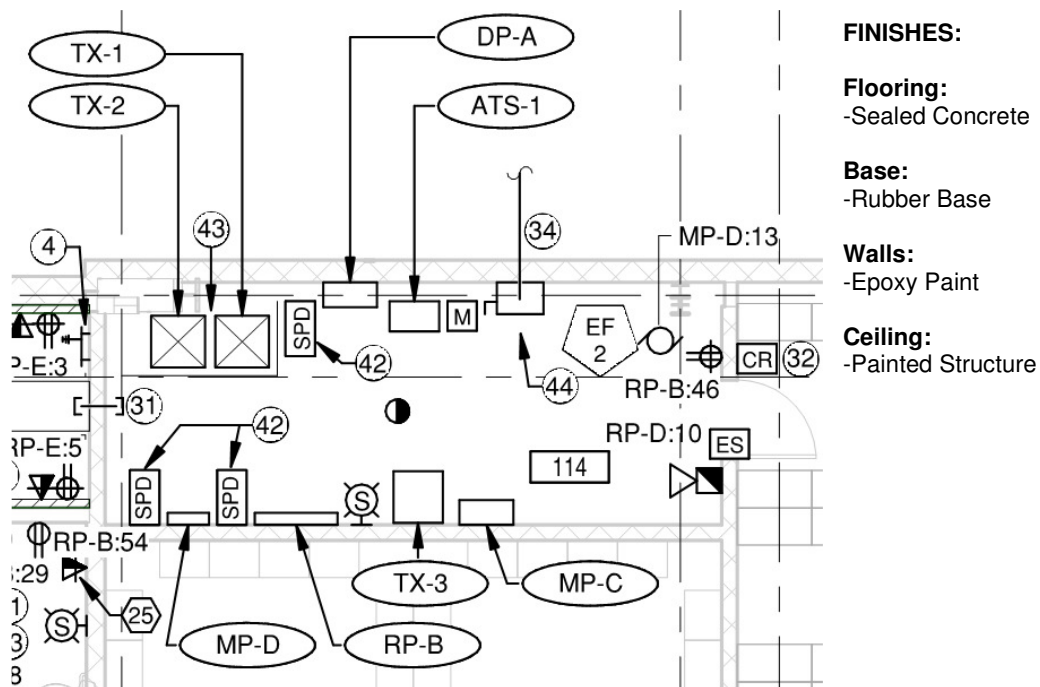 TX-1
DP-A
FINISHES:
TX-2
ATS-1
Flooring:
-Sealed Concrete
Base:
-Rubber Base
43
34
4
MP-D:13
Walls:
-Epoxy Paint
SPD
M
EF
2
P-E:3
42
CR
32
Ceiling:
-Painted Structure
44
RP-B:46
31
42
RP-D:10
RP-E:5
ES
114
SPD
SPD
S
RP-B:54
:29
TX-3
MP-C
25
S
MP-D
RP-B